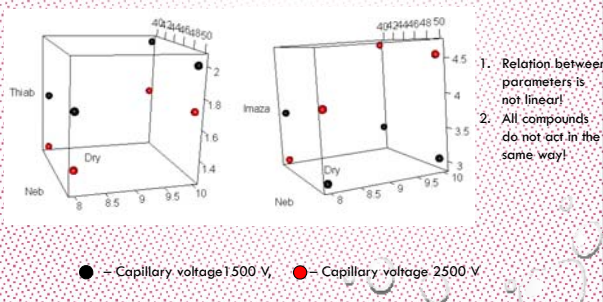 40 42 44 46 48 50
Thiab
2
1.8
1.6
1.4
Dry
Neb
8 8.5 9 9.5 10
40 42 44 46 48 50
Imaza
4.5
4
3.5
3
Dry
Neb
8 8.5 9 9.5 10
1. Relation between
parameters is
not linear!
2. All compounds
do not act in the
same way!
– Capillary voltage1500 V, – Capillary voltage 2500 V